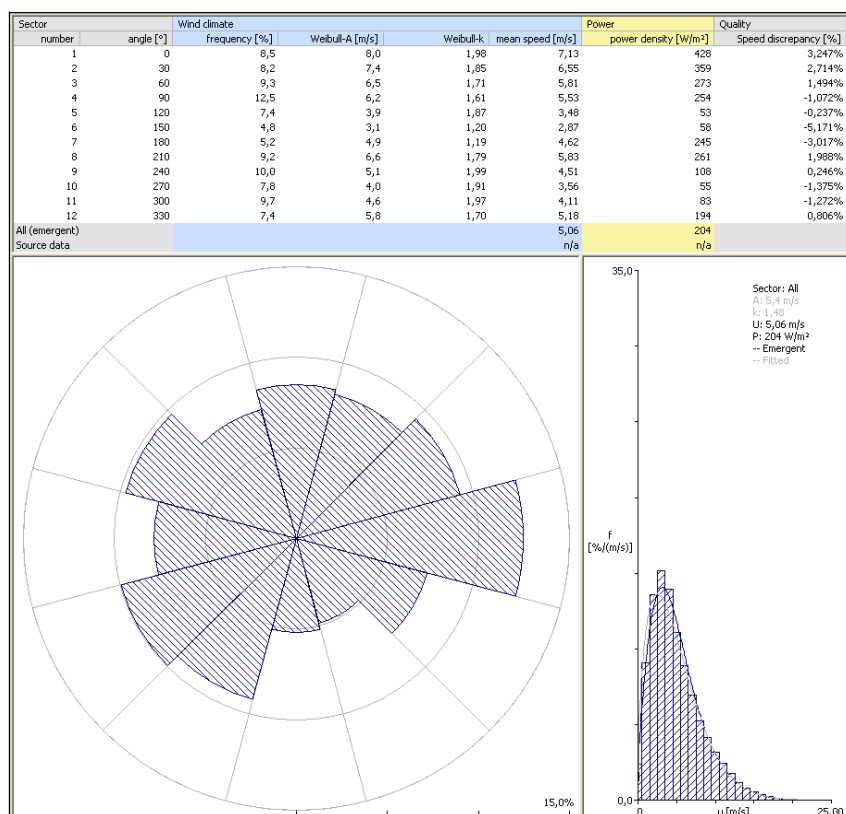 Sector Wind climate Power Quality
number angle [°] frequency [%] Weibull-A [m/s] Weibull-k mean speed [m/s] power density [W/m²] Speed discrepancy [%]
1 0 8,5 8,0 1,98 7,13 428 3,247%
2 30 8,2 7,4 1,85 6,55 359 2,714%
3 60 9,3 6,5 1,71 5,81 273 1,494%
4 90 12,5 6,2 1,61 5,53 254 -1,072%
5 120 7,4 3,9 1,87 3,48 53 -0,237%
6 150 4,8 3,1 1,20 2,87 58 -5,171%
7 180 5,2 4,9 1,19 4,62 245 -3,017%
8 210 9,2 6,6 1,79 5,83 261 1,988%
9 240 10,0 5,1 1,99 4,51 108 0,246%
10 270 7,8 4,0 1,91 3,56 55 -1,375%
11 300 9,7 4,6 1,97 4,11 83 -1,272%
12 330 7,4 5,8 1,70 5,18 194 0,806%
All (emergent) 5,06 204
Source data n/a n/a
15,0%
35,0
Sector: All
A: 5,4 m/s
k: 1,48
U: 5,06 m/s
P: 204 W/m²
-- Emergent
-- Fitted
f
[%/(m/s)]
0,0
0 u [m/s] 25,00